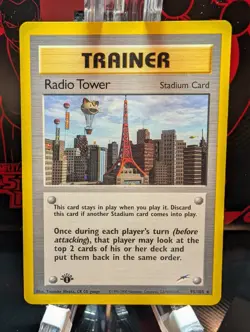 TRAINER
Radio Tower
Stadium Card
This card stays in play when you play it. Discard
this card if another Stadium card comes into play.
Once during each player's turn (before
attacking), that player may look at the
top 2 cards of his or her deck and
put them back in any order.